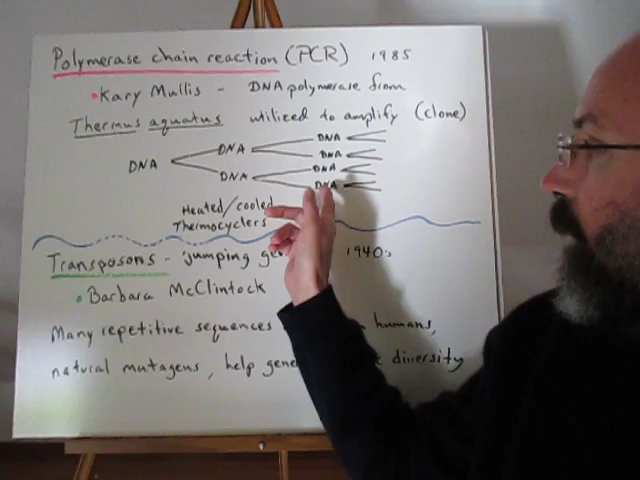 Polymerase chain reaction (PCR) 1985
Kary Mullis - DNA polymerase from
Thermus aquatus utilized to amplify (clone)
DNA
DNA DNA
DNA DNA
DNA DNA
DNA
Heated/cooled
Thermocyclers
Transposons - "jumping 1940s
Barbara McClintock
Many repetitive sequences humans,
natural mutagens, help diversity